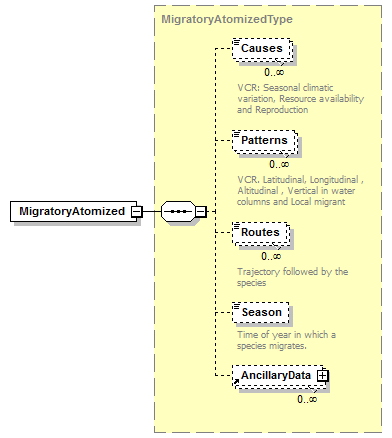 MigratoryAtomizedType
Causes
0..∞
VCR: Seasonal climatic
variation, Resource availability
and Reproduction
Patterns
0..∞
VCR, Latitudinal, Longitudinal ,
Altitudinal , Vertical in water
columns and Local migrant
MigratoryAtomized
Routes
0..∞
Trajectory followed by the
species
Season
Time of year in which a
species migrates.
AncillaryData
0..∞